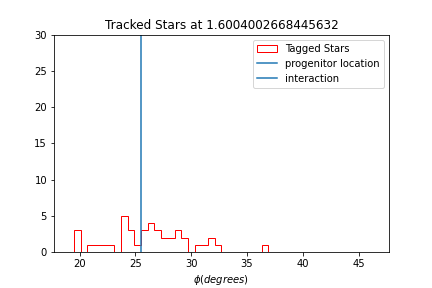 Tracked Stars at 1.6004002668445632
30
25
20
15
10
5
0
Tagged Stars
progenitor location
interaction
20 25 30 35 40 45
ϕ(degrees)